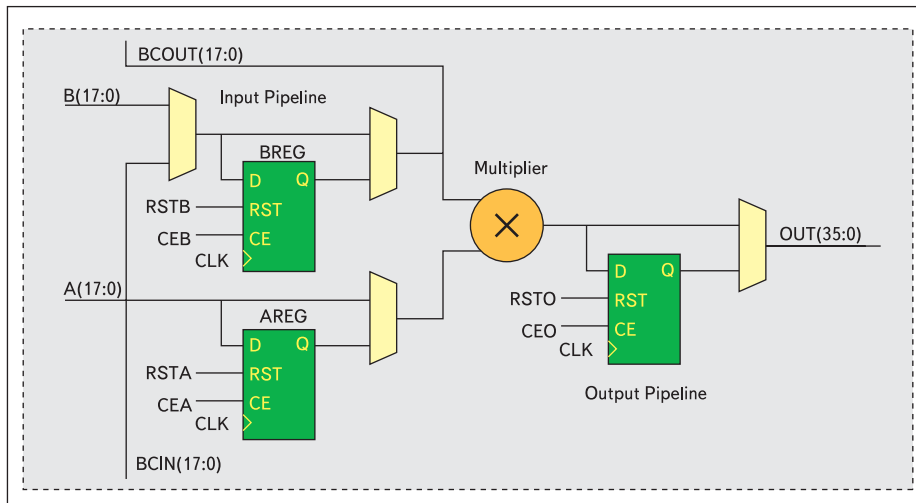 BCOUT(17:0)
B(17:0)
Input Pipeline
BREG
D Q
RSTB RST
CEB CE
CLK
Multiplier
×
OUT(35:0)
D Q
RSTO RST
CEO CE
CLK
Output Pipeline
A(17:0)
AREG
D Q
RSTA RST
CEA CE
CLK
BCIN(17:0)